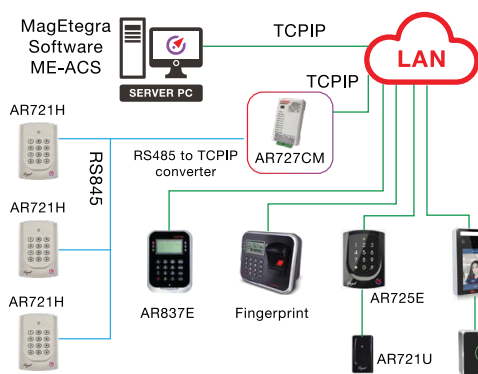 MagEtegra
Software
ME-ACS
SERVER PC
TCPIP
LAN
TCPIP
AR721H
RS845
RS485 to TCPIP
converter
AR727CM
AR721H
AR721H
AR837E
Fingerprint
AR725E
AR721U